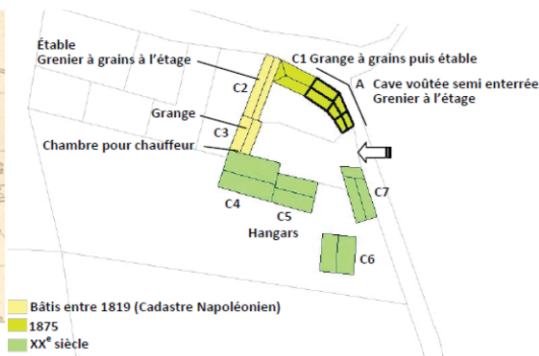 Étable
Grenier à grains à l'étage
C1 Grange à grains puis étable
A Cave voûtée semi enterrée
Grenier à l'étage
C2
Grange
C3
Chambre pour chauffeur
C7
C4
C5
Hangars
C6
Bâtis entre 1819 (Cadastre Napoléonien)
1875
XXe siècle